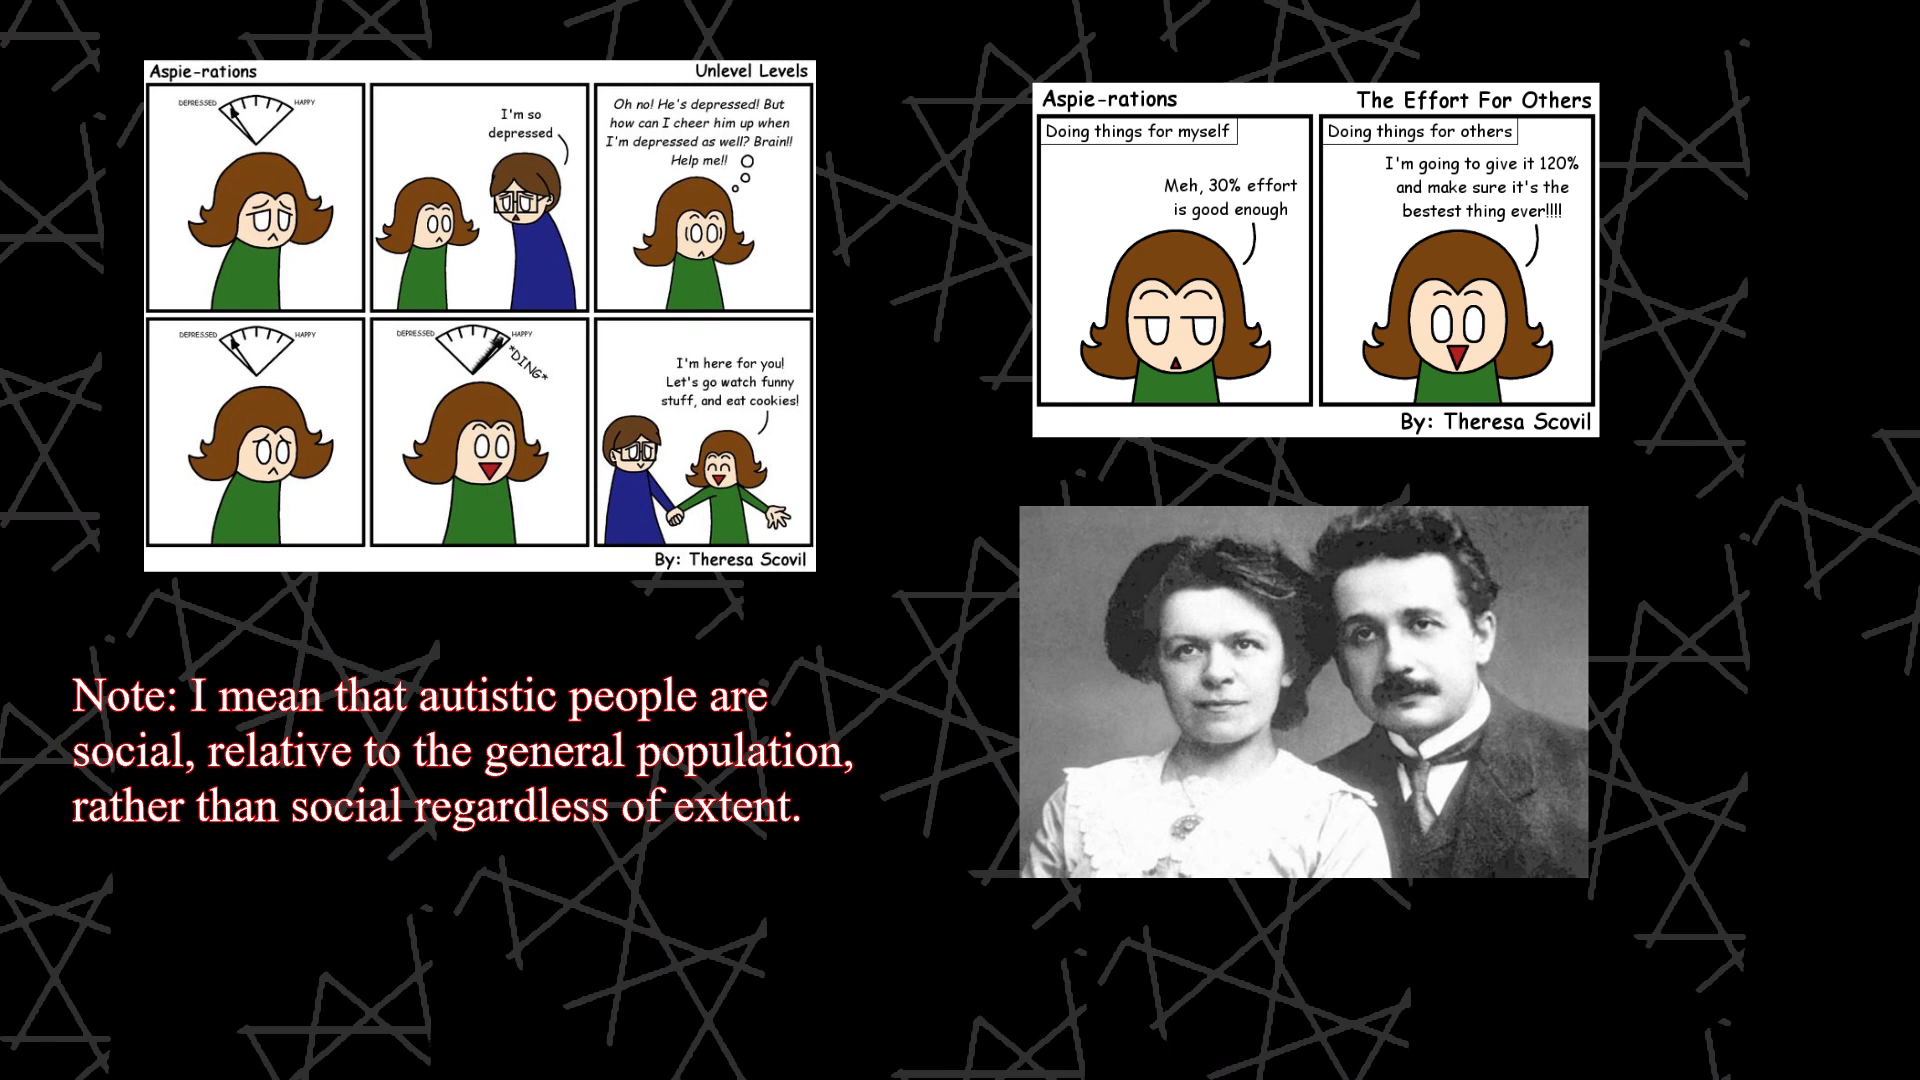 Aspie-rations
Unlevel Levels
DEPRESSED
HAPPY
I'm so
depressed
Oh no! He's depressed! But
how can I cheer him up when
I'm depressed as well? Brain!!
Help me!!
DEPRESSED
HAPPY
DEPRESSED
HAPPY
*DING*
I'm here for you!
Let's go watch funny
stuff, and eat cookies!
By: Theresa Scovil
Aspie-rations
The Effort For Others
Doing things for myself
Meh, 30% effort
is good enough
Doing things for others
I'm going to give it 120%
and make sure it's the
bestest thing ever!!!!
By: Theresa Scovil
Note: I mean that autistic people are
social, relative to the general population,
rather than social regardless of extent.